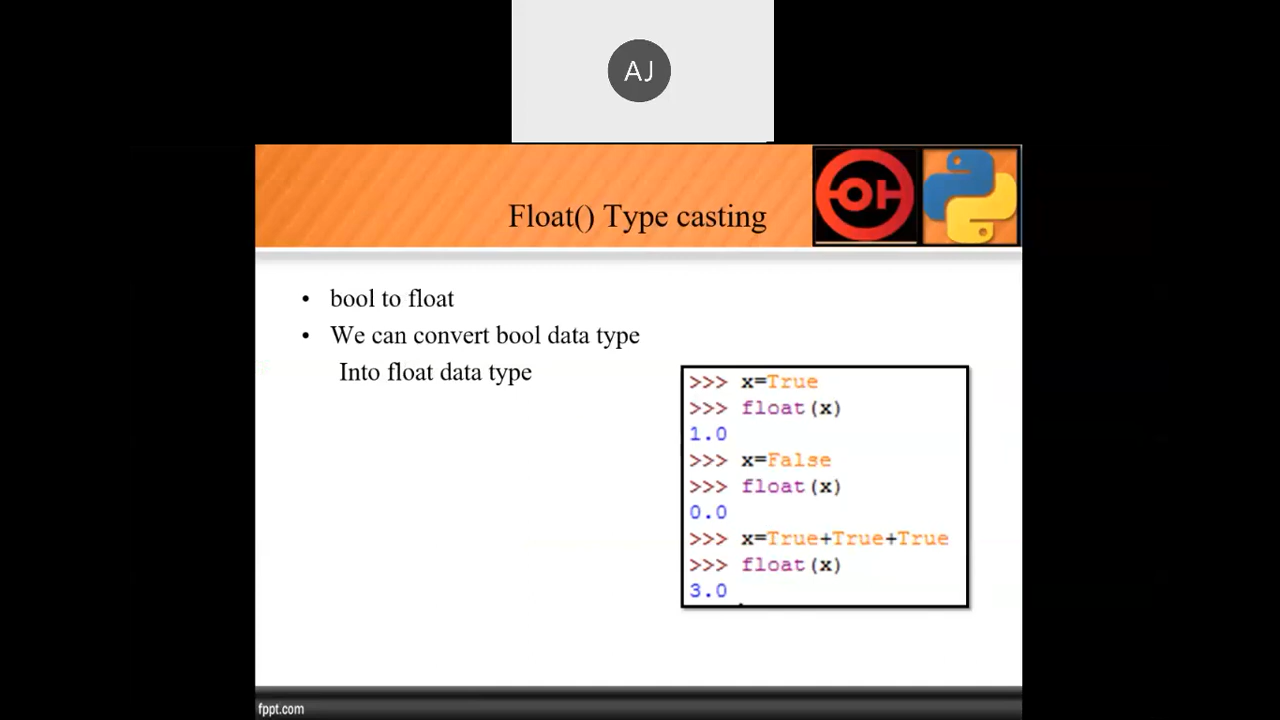 AJ
Float() Type casting
• bool to float
• We can convert bool data type
Into float data type
>>> x=True
>>> float(x)
1.0
>>> x=False
>>> float(x)
0.0
>>> x=True+True+True
>>> float(x)
3.0
fppt.com